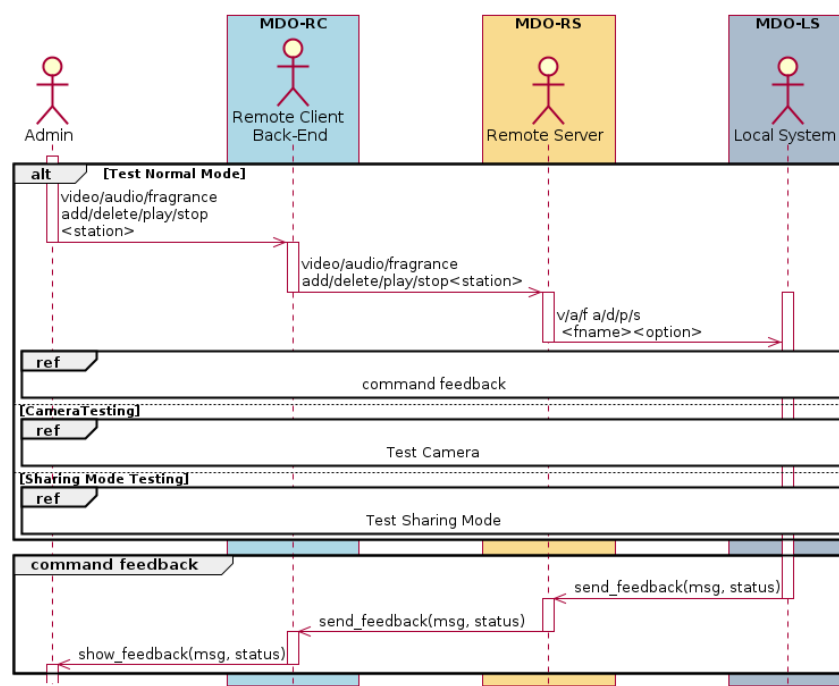 MDO-RC
MDO-RS
MDO-LS
Admin
Remote Client
Back-End
Remote Server
Local System
alt
[Test Normal Mode]
video/audio/fragrance
add/delete/play/stop
<station>
video/audio/fragrance
add/delete/play/stop<station>
v/a/f a/d/p/s
<fname><option>
ref
command feedback
[CameraTesting]
ref
Test Camera
[Sharing Mode Testing]
ref
Test Sharing Mode
command feedback
send_feedback(msg, status)
send_feedback(msg, status)
show_feedback(msg, status)